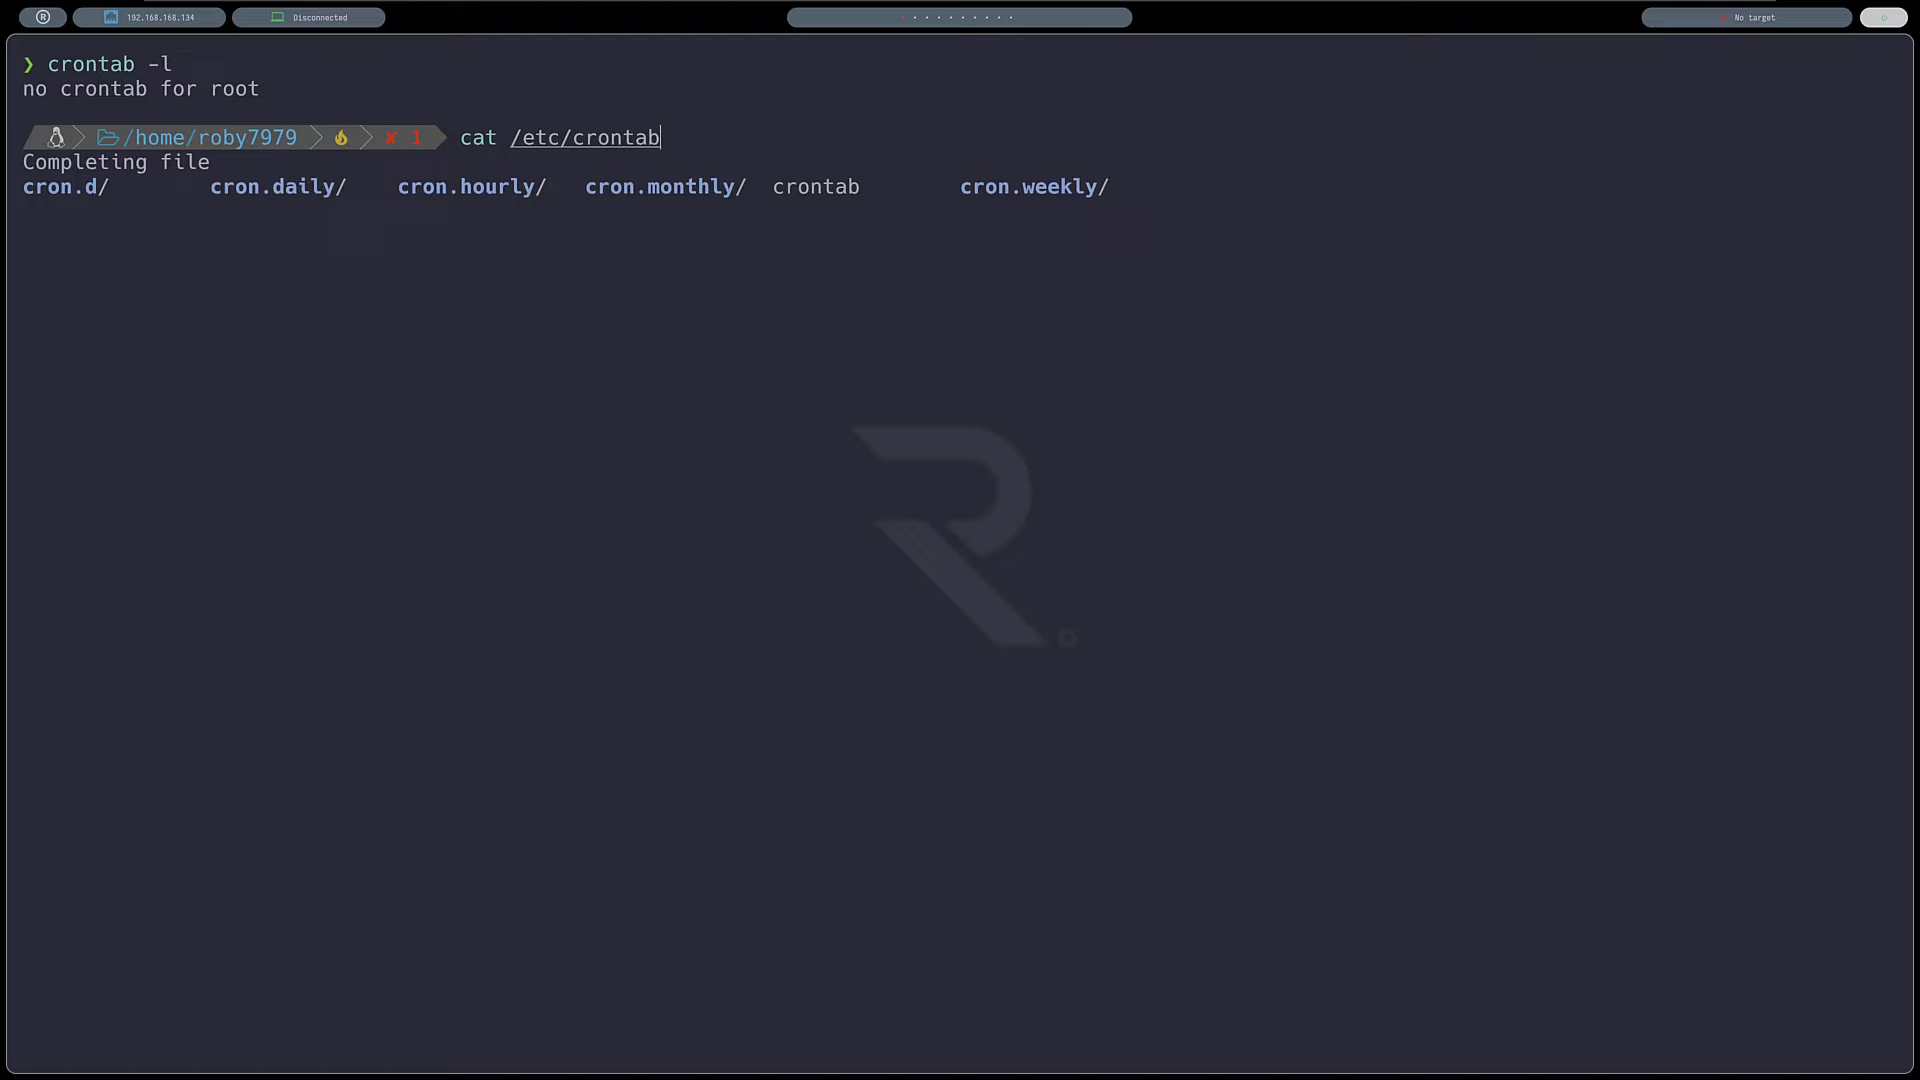 R 192.168.168.134 Disconnected No target
❯ crontab -l
no crontab for root
/home/roby7979 ✘ 1 cat /etc/crontab
Completing file
cron.d/ cron.daily/ cron.hourly/ cron.monthly/ crontab cron.weekly/
R